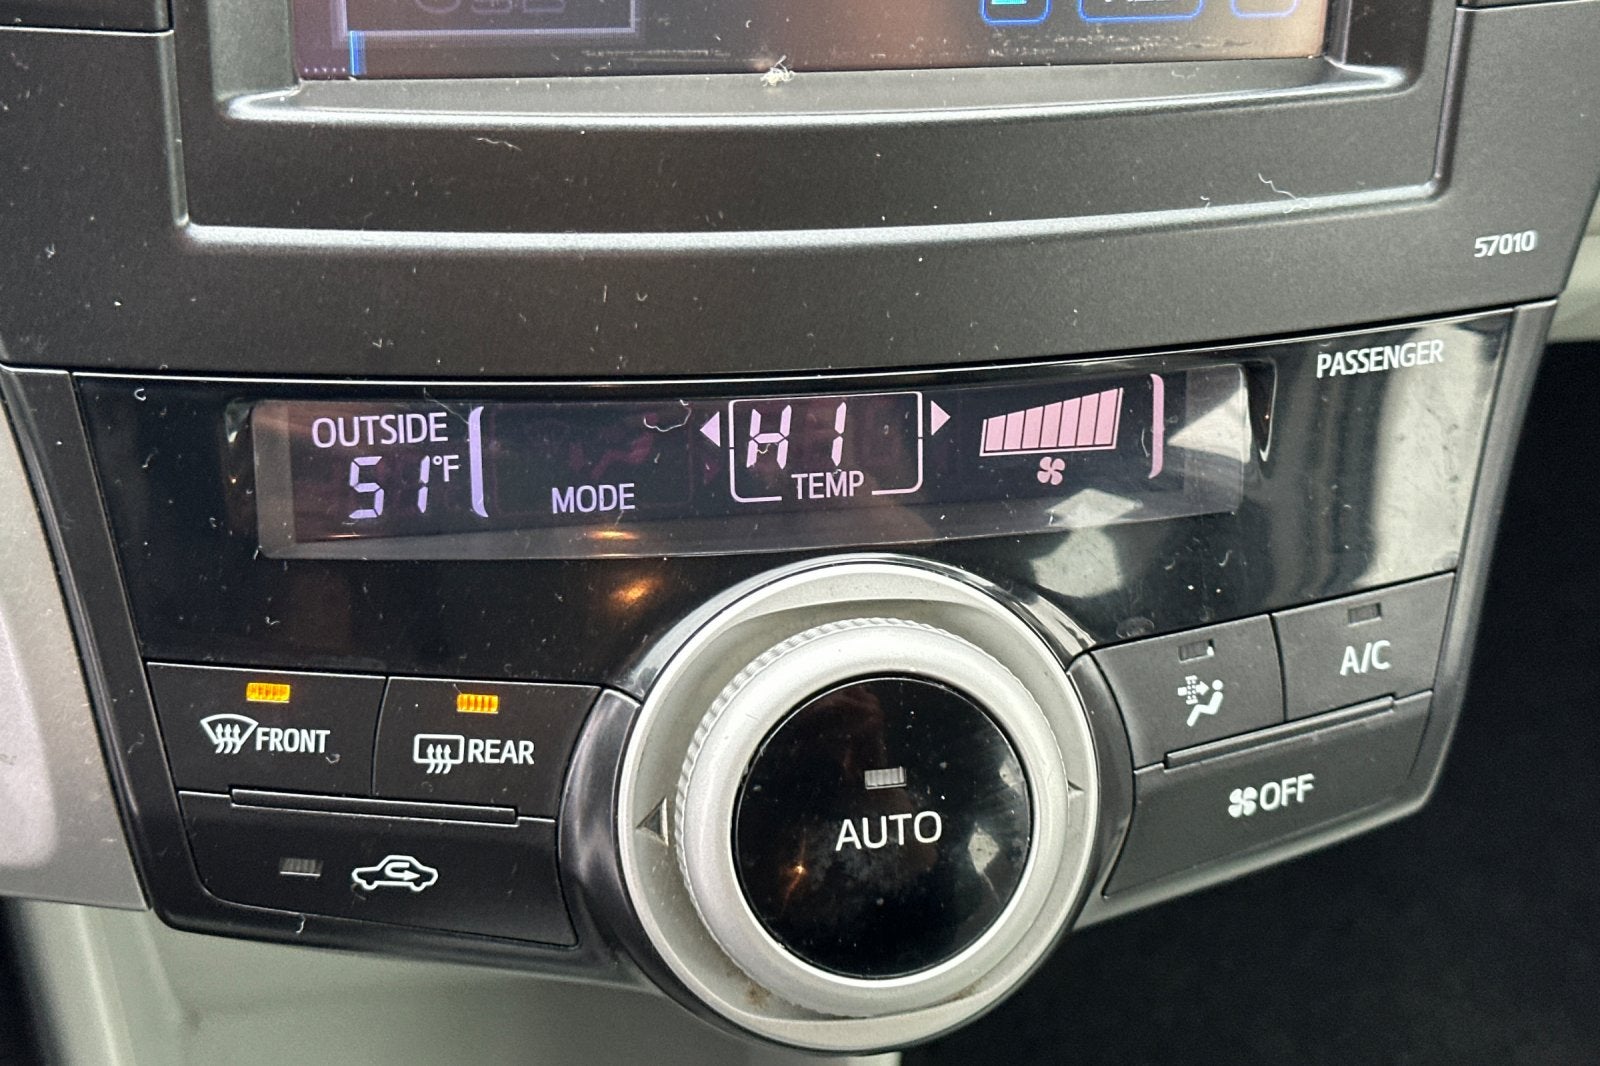 57010
PASSENGER
OUTSIDE
51°F
MODE
HI
TEMP
FRONT
REAR
AUTO
A/C
OFF